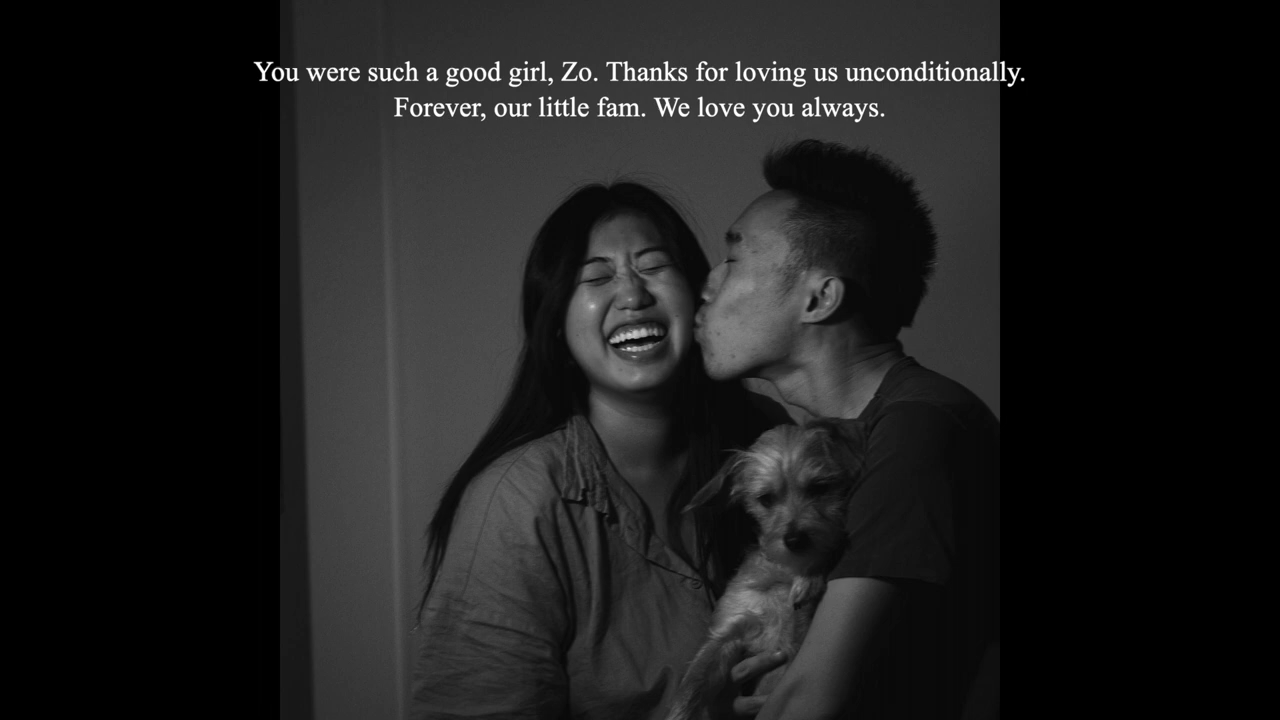 You were such a good girl, Zo. Thanks for loving us unconditionally.
Forever, our little fam. We love you always.